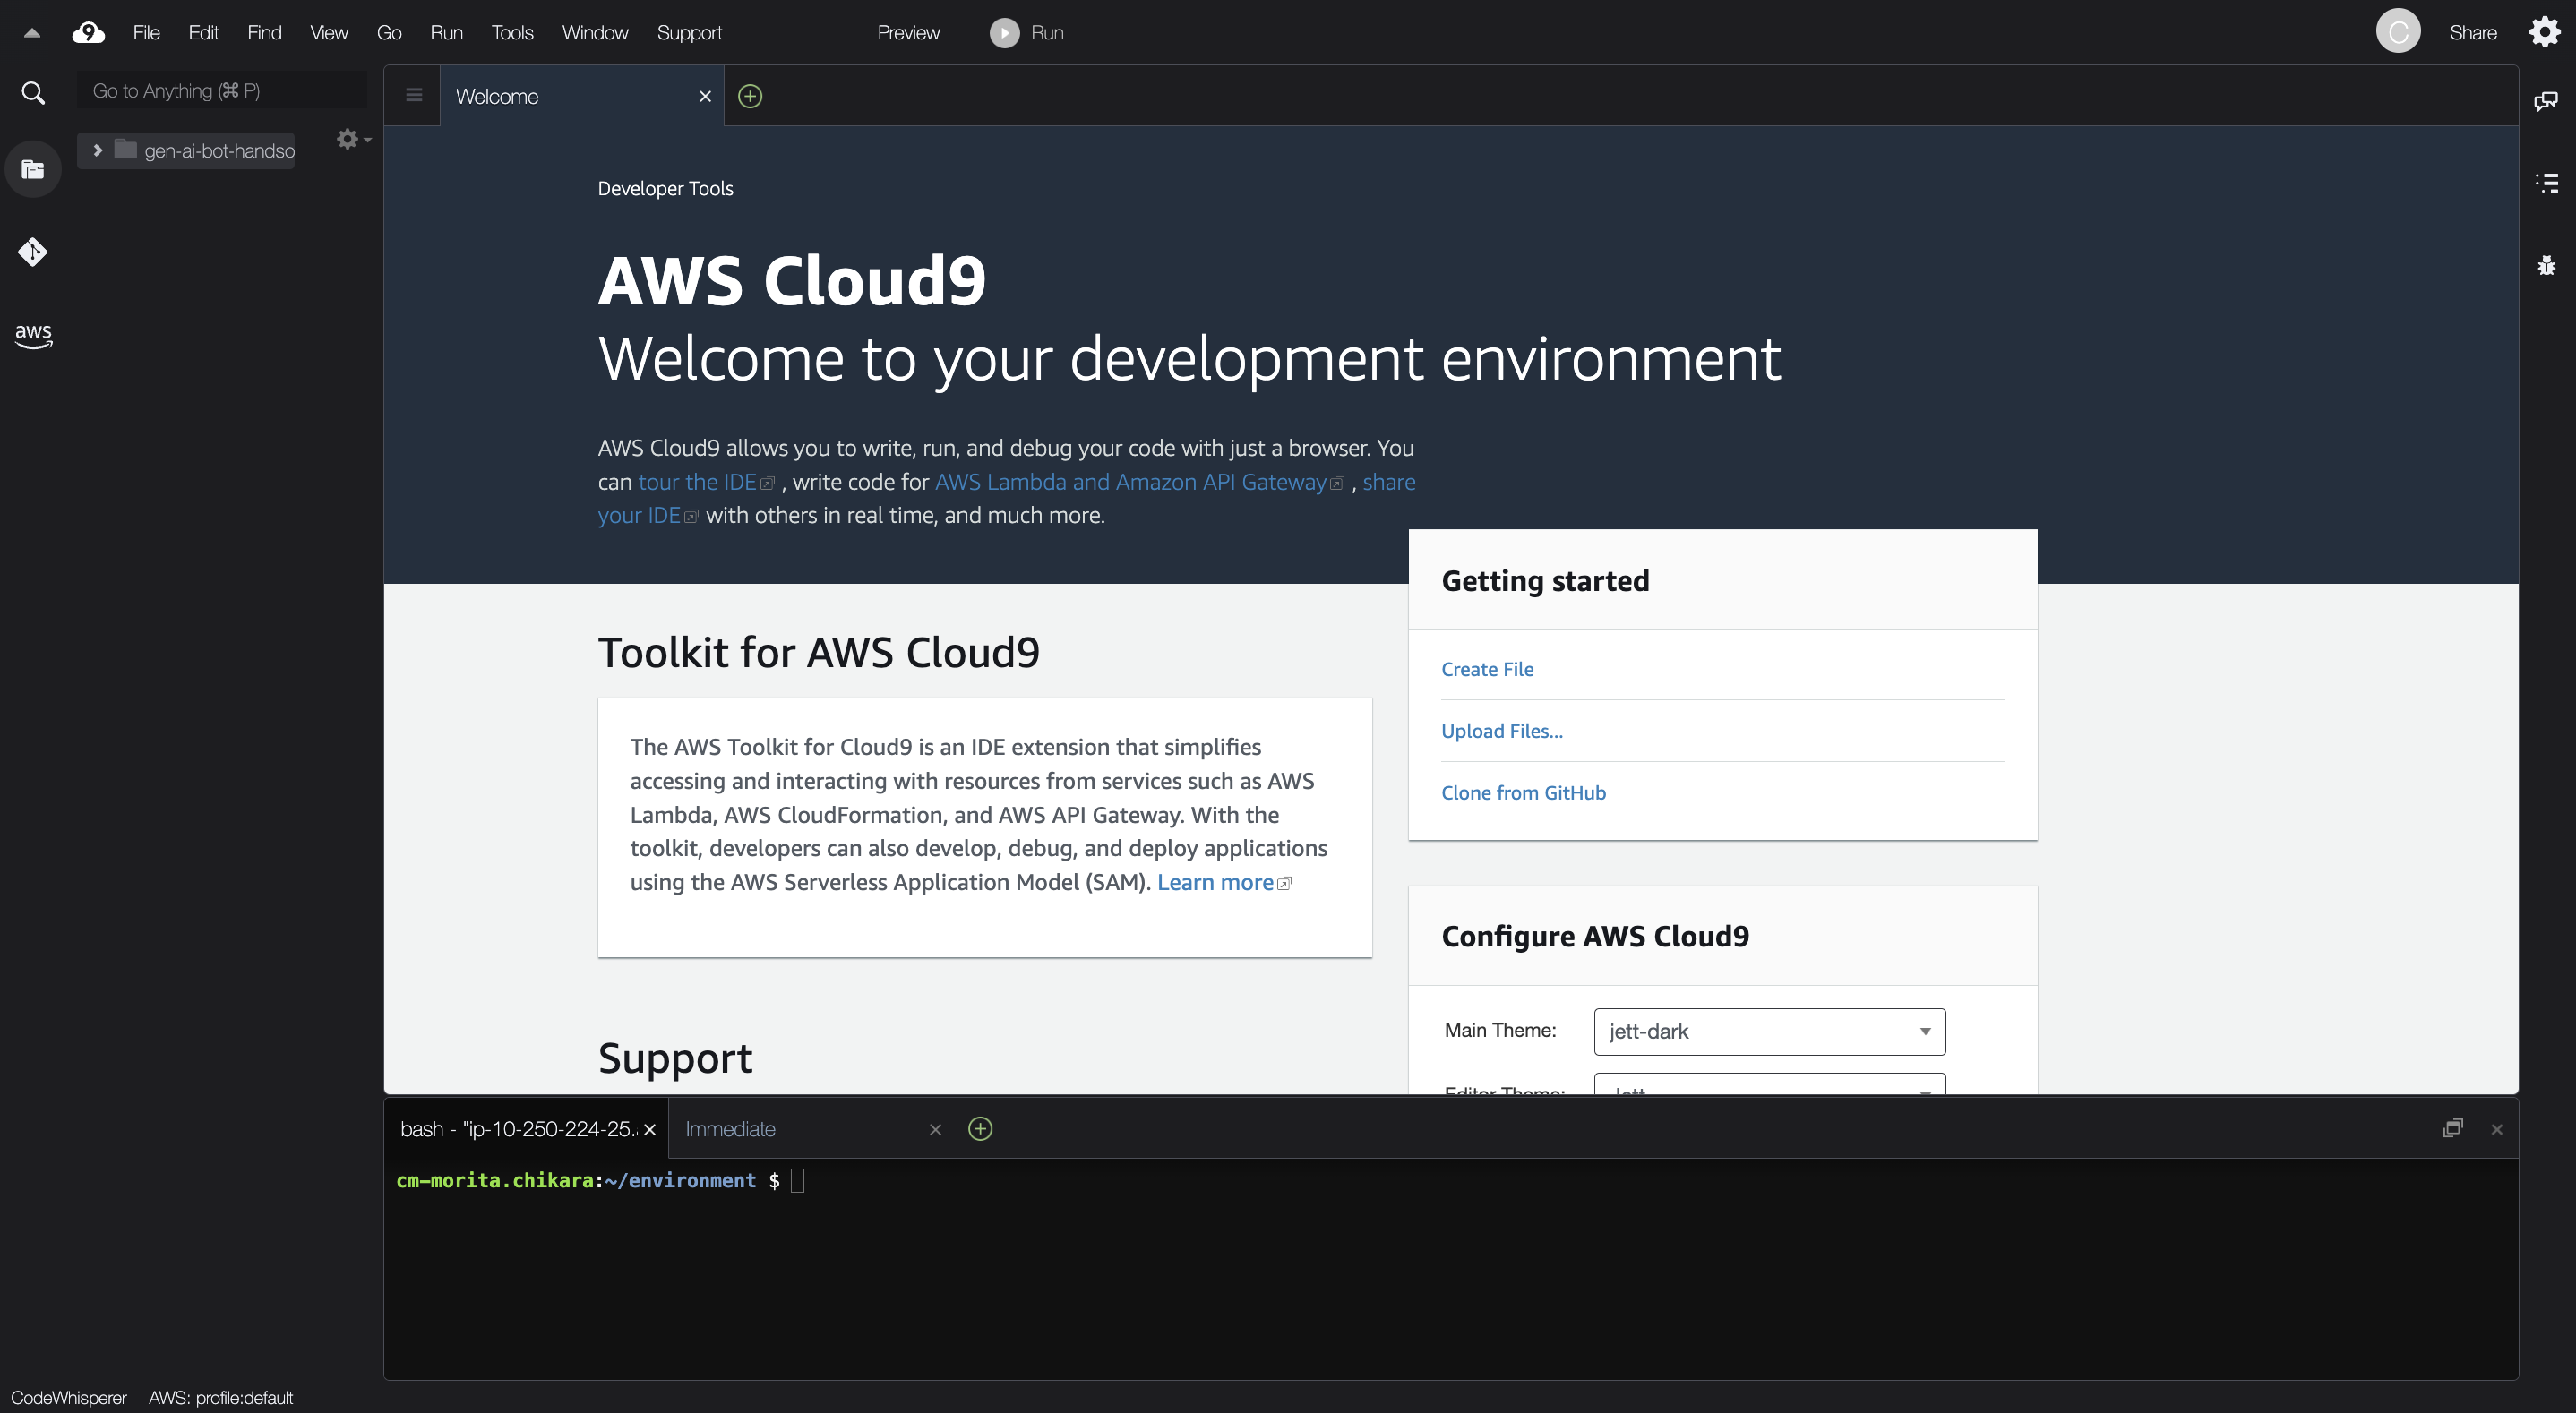 9 File Edit Find View Go Run Tools Window Support Preview Run C Share
Go to Anything (⌘ P)
gen-ai-bot-handso
aws
Welcome
Developer Tools
AWS Cloud9
Welcome to your development environment
AWS Cloud9 allows you to write, run, and debug your code with just a browser. You
can tour the IDE , write code for AWS Lambda and Amazon API Gateway , share
your IDE with others in real time, and much more.
Toolkit for AWS Cloud9
The AWS Toolkit for Cloud9 is an IDE extension that simplifies
accessing and interacting with resources from services such as AWS
Lambda, AWS CloudFormation, and AWS API Gateway. With the
toolkit, developers can also develop, debug, and deploy applications
using the AWS Serverless Application Model (SAM). Learn more
Support
Getting started
Create File
Upload Files...
Clone from GitHub
Configure AWS Cloud9
Main Theme: jett-dark
Editor Theme: Jett
bash - "ip-10-250-224-25. Immediate
cm-morita.chikara:~/environment $
CodeWhisperer AWS: profile:default